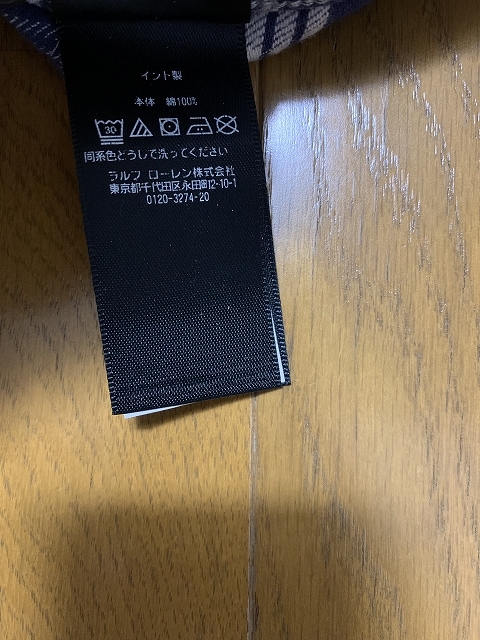 インド製
本体 綿100%
30
同系色どうしで洗ってください
ラルフ ローレン株式会社
東京都千代田区永田町2-10-1
0120-3274-20